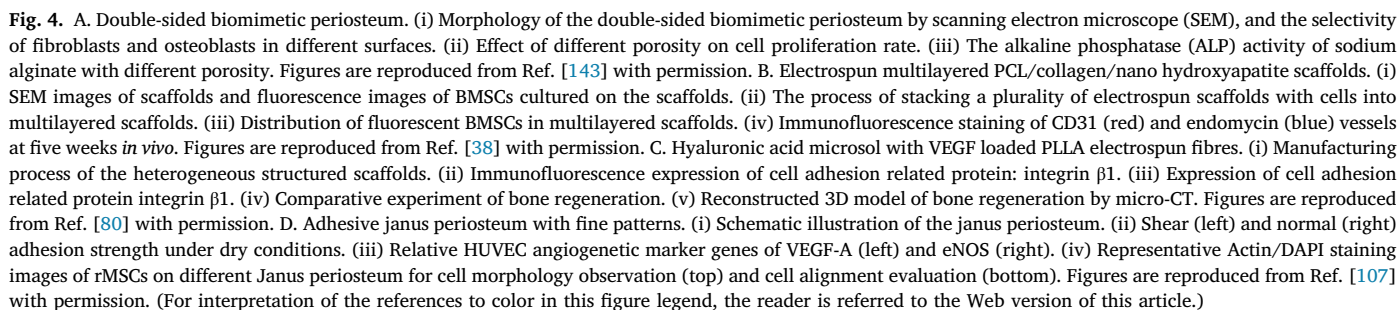 Fig. 4. A. Double-sided biomimetic periosteum. (i) Morphology of the double-sided biomimetic periosteum by scanning electron microscope (SEM), and the selectivity
of fibroblasts and osteoblasts in different surfaces. (ii) Effect of different porosity on cell proliferation rate. (iii) The alkaline phosphatase (ALP) activity of sodium
alginate with different porosity. Figures are reproduced from Ref. [143] with permission. B. Electrospun multilayered PCL/collagen/nano hydroxyapatite scaffolds. (i)
SEM images of scaffolds and fluorescence images of BMSCs cultured on the scaffolds. (ii) The process of stacking a plurality of electrospun scaffolds with cells into
multilayered scaffolds. (iii) Distribution of fluorescent BMSCs in multilayered scaffolds. (iv) Immunofluorescence staining of CD31 (red) and endomycin (blue) vessels
at five weeks in vivo. Figures are reproduced from Ref. [38] with permission. C. Hyaluronic acid microsol with VEGF loaded PLLA electrospun fibres. (i) Manufacturing
process of the heterogeneous structured scaffolds. (ii) Immunofluorescence expression of cell adhesion related protein: integrin β1. (iii) Expression of cell adhesion
related protein integrin β1. (iv) Comparative experiment of bone regeneration. (v) Reconstructed 3D model of bone regeneration by micro-CT. Figures are reproduced
from Ref. [80] with permission. D. Adhesive janus periosteum with fine patterns. (i) Schematic illustration of the janus periosteum. (ii) Shear (left) and normal (right)
adhesion strength under dry conditions. (iii) Relative HUVEC angiogenetic marker genes of VEGF-A (left) and eNOS (right). (iv) Representative Actin/DAPI staining
images of rMSCs on different Janus periosteum for cell morphology observation (top) and cell alignment evaluation (bottom). Figures are reproduced from Ref. [107]
with permission. (For interpretation of the references to color in this figure legend, the reader is referred to the Web version of this article.)